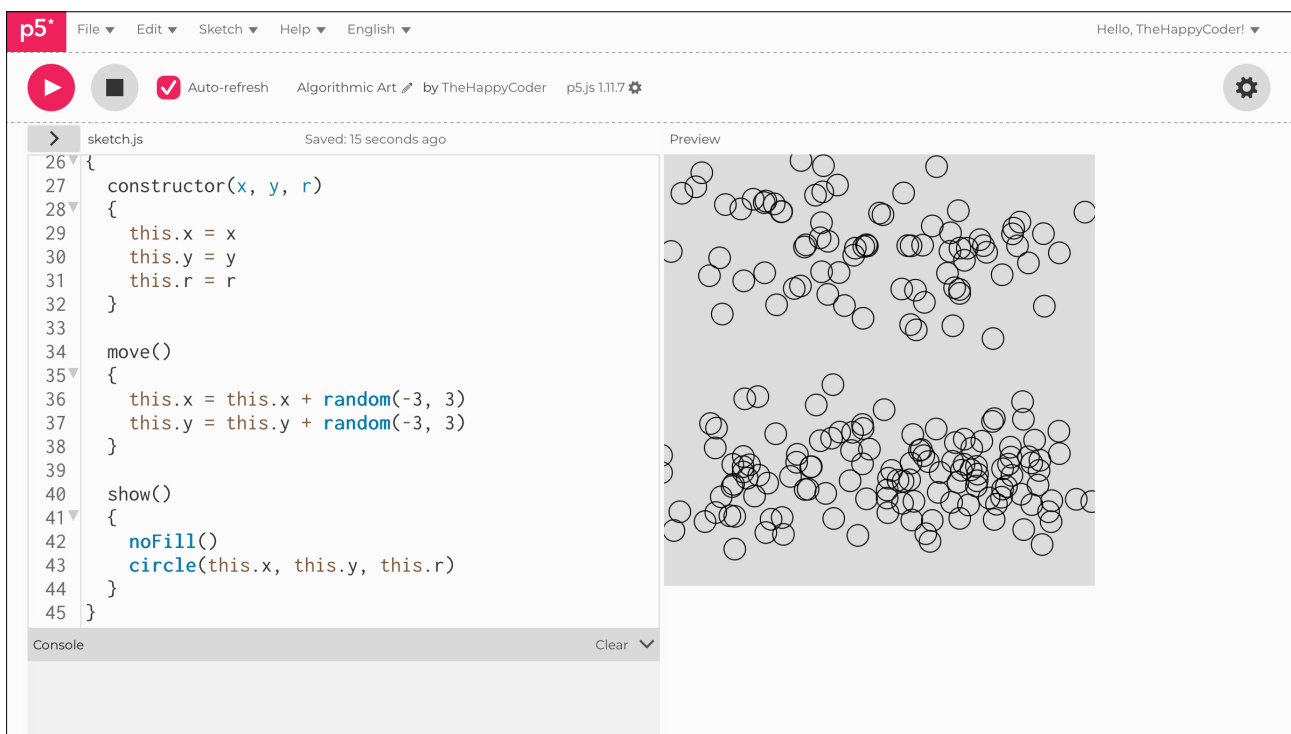 p5* File Edit Sketch Help English Hello, TheHappyCoder!
Auto-refresh Algorithmic Art by TheHappyCoder p5.js 1.11.7
sketch.js Saved: 15 seconds ago Preview
26 {
27 constructor(x, y, r)
28 {
29 this.x = x
30 this.y = y
31 this.r = r
32 }
33
34 move()
35 {
36 this.x = this.x + random(-3, 3)
37 this.y = this.y + random(-3, 3)
38 }
39
40 show()
41 {
42 noFill()
43 circle(this.x, this.y, this.r)
44 }
45 }
Console Clear